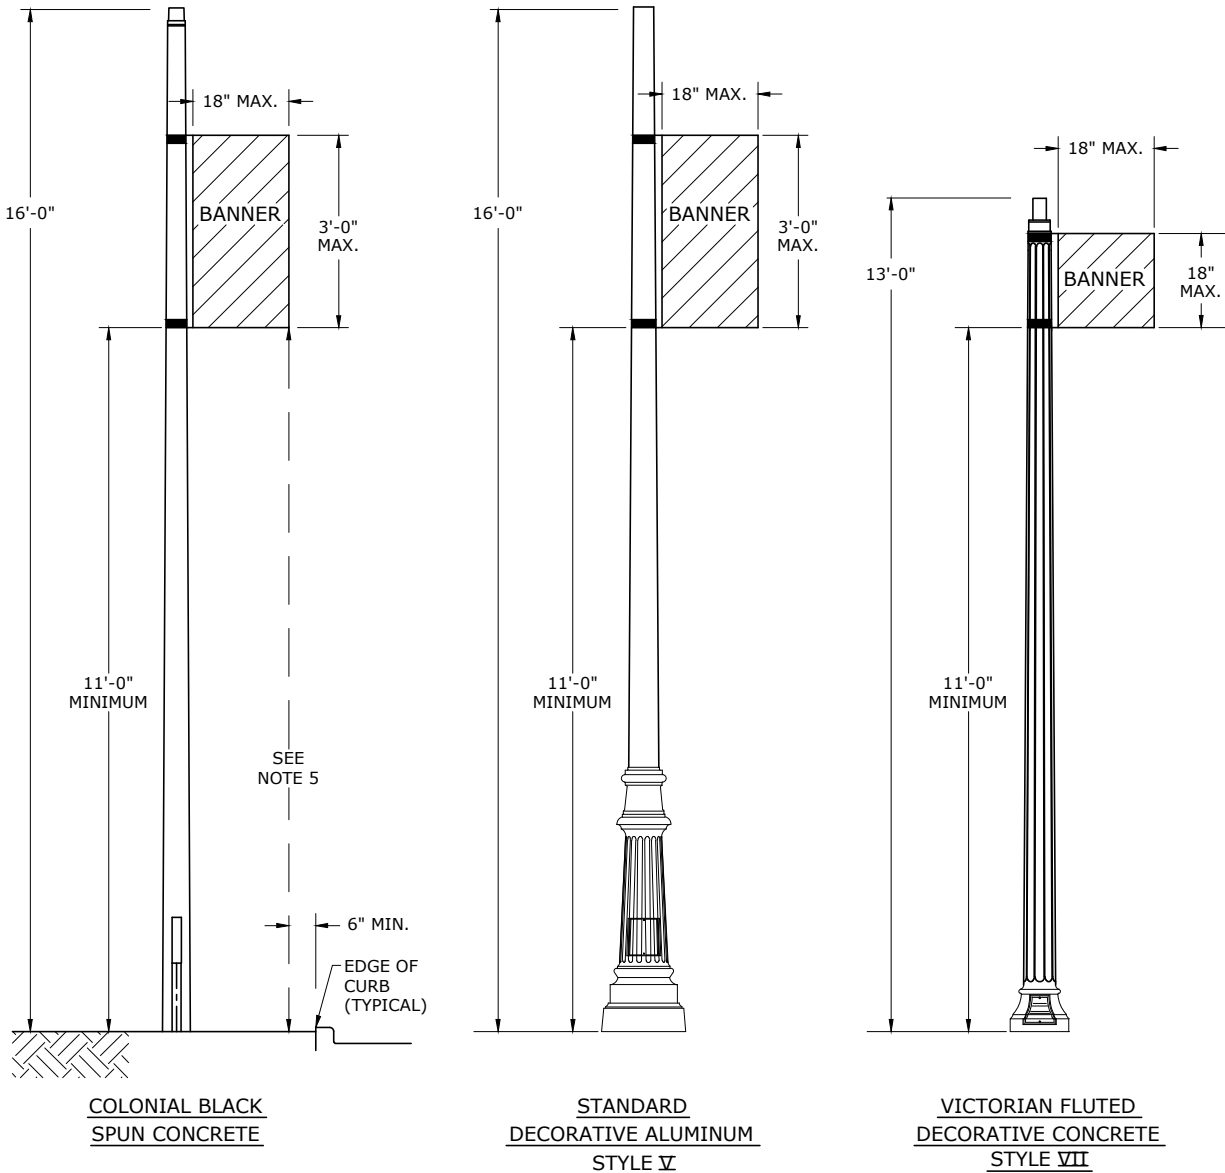 18" MAX.
16'-0"
BANNER
3'-0"
MAX.
11'-0"
MINIMUM
SEE
NOTE 5
6" MIN.
EDGE OF
CURB
(TYPICAL)
COLONIAL BLACK
SPUN CONCRETE
18" MAX.
16'-0"
BANNER
3'-0"
MAX.
11'-0"
MINIMUM
STANDARD
DECORATIVE ALUMINUM
STYLE V
18" MAX.
13'-0"
BANNER
18"
MAX.
11'-0"
MINIMUM
VICTORIAN FLUTED
DECORATIVE CONCRETE
STYLE VII